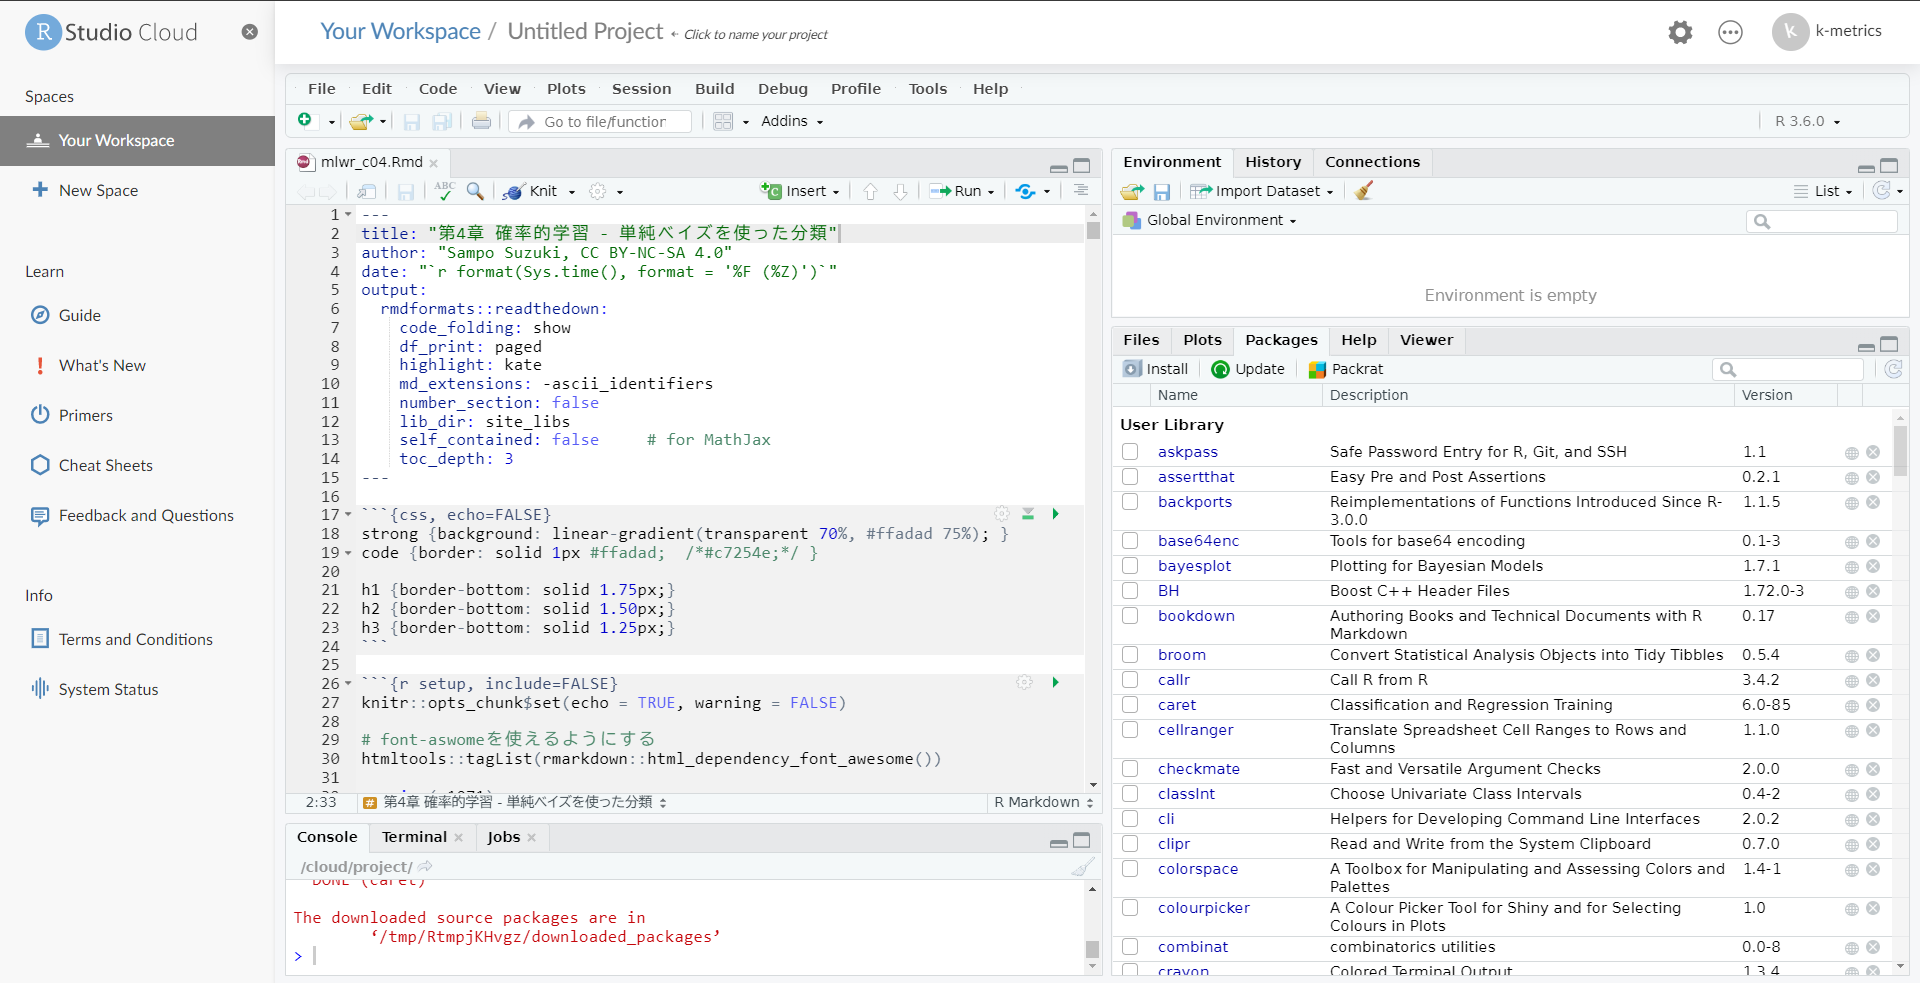 R Studio Cloud
Your Workspace / Untitled Project ← Click to name your project
k k-metrics
Spaces
Your Workspace
New Space
Learn
Guide
What's New
Primers
Cheat Sheets
Feedback and Questions
Info
Terms and Conditions
System Status
File Edit Code View Plots Session Build Debug Profile Tools Help
Go to file/function Addins R 3.6.0
mlwr_c04.Rmd
ABC Knit Insert Run
1 ---
2 title: "第4章 確率的学習 - 単純ベイズを使った分類"
3 author: "Sampo Suzuki, CC BY-NC-SA 4.0"
4 date: "`r format(Sys.time(), format = '%F (%Z)')`"
5 output:
6 rmdformats::readthedown:
7 code_folding: show
8 df_print: paged
9 highlight: kate
10 md_extensions: -ascii_identifiers
11 number_section: false
12 lib_dir: site_libs
13 self_contained: false # for MathJax
14 toc_depth: 3
15 ---
16
17 ```{css, echo=FALSE}
18 strong {background: linear-gradient(transparent 70%, #ffadad 75%); }
19 code {border: solid 1px #ffadad; /*#c7254e;*/ }
20
21 h1 {border-bottom: solid 1.75px;}
22 h2 {border-bottom: solid 1.50px;}
23 h3 {border-bottom: solid 1.25px;}
24 ```
25
26 ```{r setup, include=FALSE}
27 knitr::opts_chunk$set(echo = TRUE, warning = FALSE)
28
29 # font-aswomeを使えるようにする
30 htmltools::tagList(rmarkdown::html_dependency_font_awesome())
31
2:33 # 第4章 確率的学習 - 単純ベイズを使った分類 R Markdown
Console Terminal Jobs
/cloud/project/
DONE (caret)
The downloaded source packages are in
‘/tmp/RtmpjKHvgz/downloaded_packages’
>
Environment History Connections
Import Dataset List
Global Environment
Environment is empty
Files Plots Packages Help Viewer
Install Update Packrat
Name Description Version
User Library
askpass Safe Password Entry for R, Git, and SSH 1.1
assertthat Easy Pre and Post Assertions 0.2.1
backports Reimplementations of Functions Introduced Since R- 1.1.5
3.0.0
base64enc Tools for base64 encoding 0.1-3
bayesplot Plotting for Bayesian Models 1.7.1
BH Boost C++ Header Files 1.72.0-3
bookdown Authoring Books and Technical Documents with R 0.17
Markdown
broom Convert Statistical Analysis Objects into Tidy Tibbles 0.5.4
callr Call R from R 3.4.2
caret Classification and Regression Training 6.0-85
cellranger Translate Spreadsheet Cell Ranges to Rows and 1.1.0
Columns
checkmate Fast and Versatile Argument Checks 2.0.0
classInt Choose Univariate Class Intervals 0.4-2
cli Helpers for Developing Command Line Interfaces 2.0.2
clipr Read and Write from the System Clipboard 0.7.0
colorspace A Toolbox for Manipulating and Assessing Colors and 1.4-1
Palettes
colourpicker A Colour Picker Tool for Shiny and for Selecting 1.0
Colours in Plots
combinat combinatorics utilities 0.0-8
crayon Colored Terminal Output 1.3.4